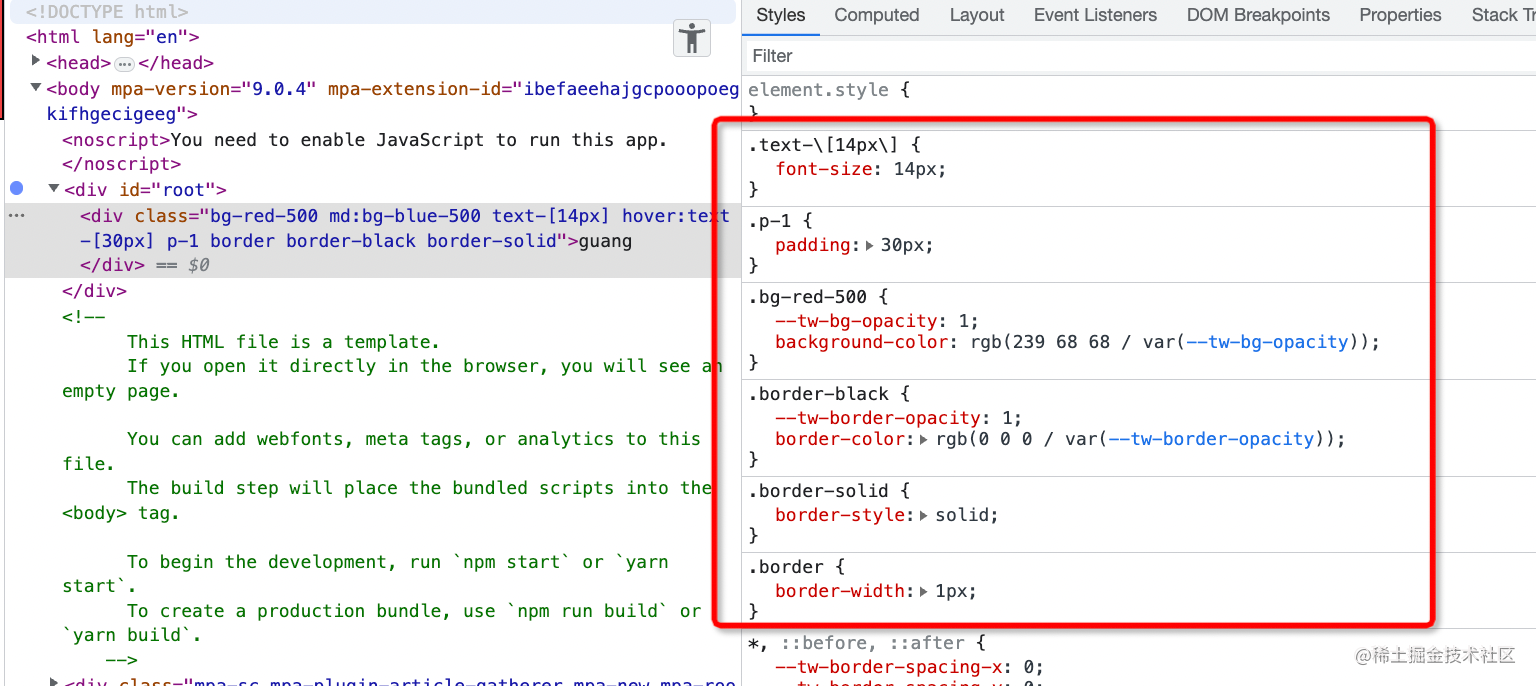 <!DOCTYPE html>
<html lang="en">
<head>…</head>
<body mpa-version="9.0.4" mpa-extension-id="ibefaeehajgcpooopoeg
kifhgecigeeg">
<noscript>You need to enable JavaScript to run this app.
</noscript>
<div id="root">
<div class="bg-red-500 md:bg-blue-500 text-[14px] hover:text
-[30px] p-1 border border-black border-solid">guang
</div> == $0
</div>
<!--
This HTML file is a template.
If you open it directly in the browser, you will see an
empty page.
You can add webfonts, meta tags, or analytics to this
file.
The build step will place the bundled scripts into the
<body> tag.
To begin the development, run `npm start` or `yarn
start`.
To create a production bundle, use `npm run build` or
`yarn build`.
-->
<div class="mpa-sc mpa-plugin-article-gatherer mpa-new mpa-roo
Styles Computed Layout Event Listeners DOM Breakpoints Properties Stack Tr
Filter
element.style {
}
.text-\[14px\] {
font-size: 14px;
}
.p-1 {
padding: 30px;
}
.bg-red-500 {
--tw-bg-opacity: 1;
background-color: rgb(239 68 68 / var(--tw-bg-opacity));
}
.border-black {
--tw-border-opacity: 1;
border-color: rgb(0 0 0 / var(--tw-border-opacity));
}
.border-solid {
border-style: solid;
}
.border {
border-width: 1px;
}
*, ::before, ::after {
--tw-border-spacing-x: 0;
--tw-border-spacing-y: 0;
@稀土掘金技术社区